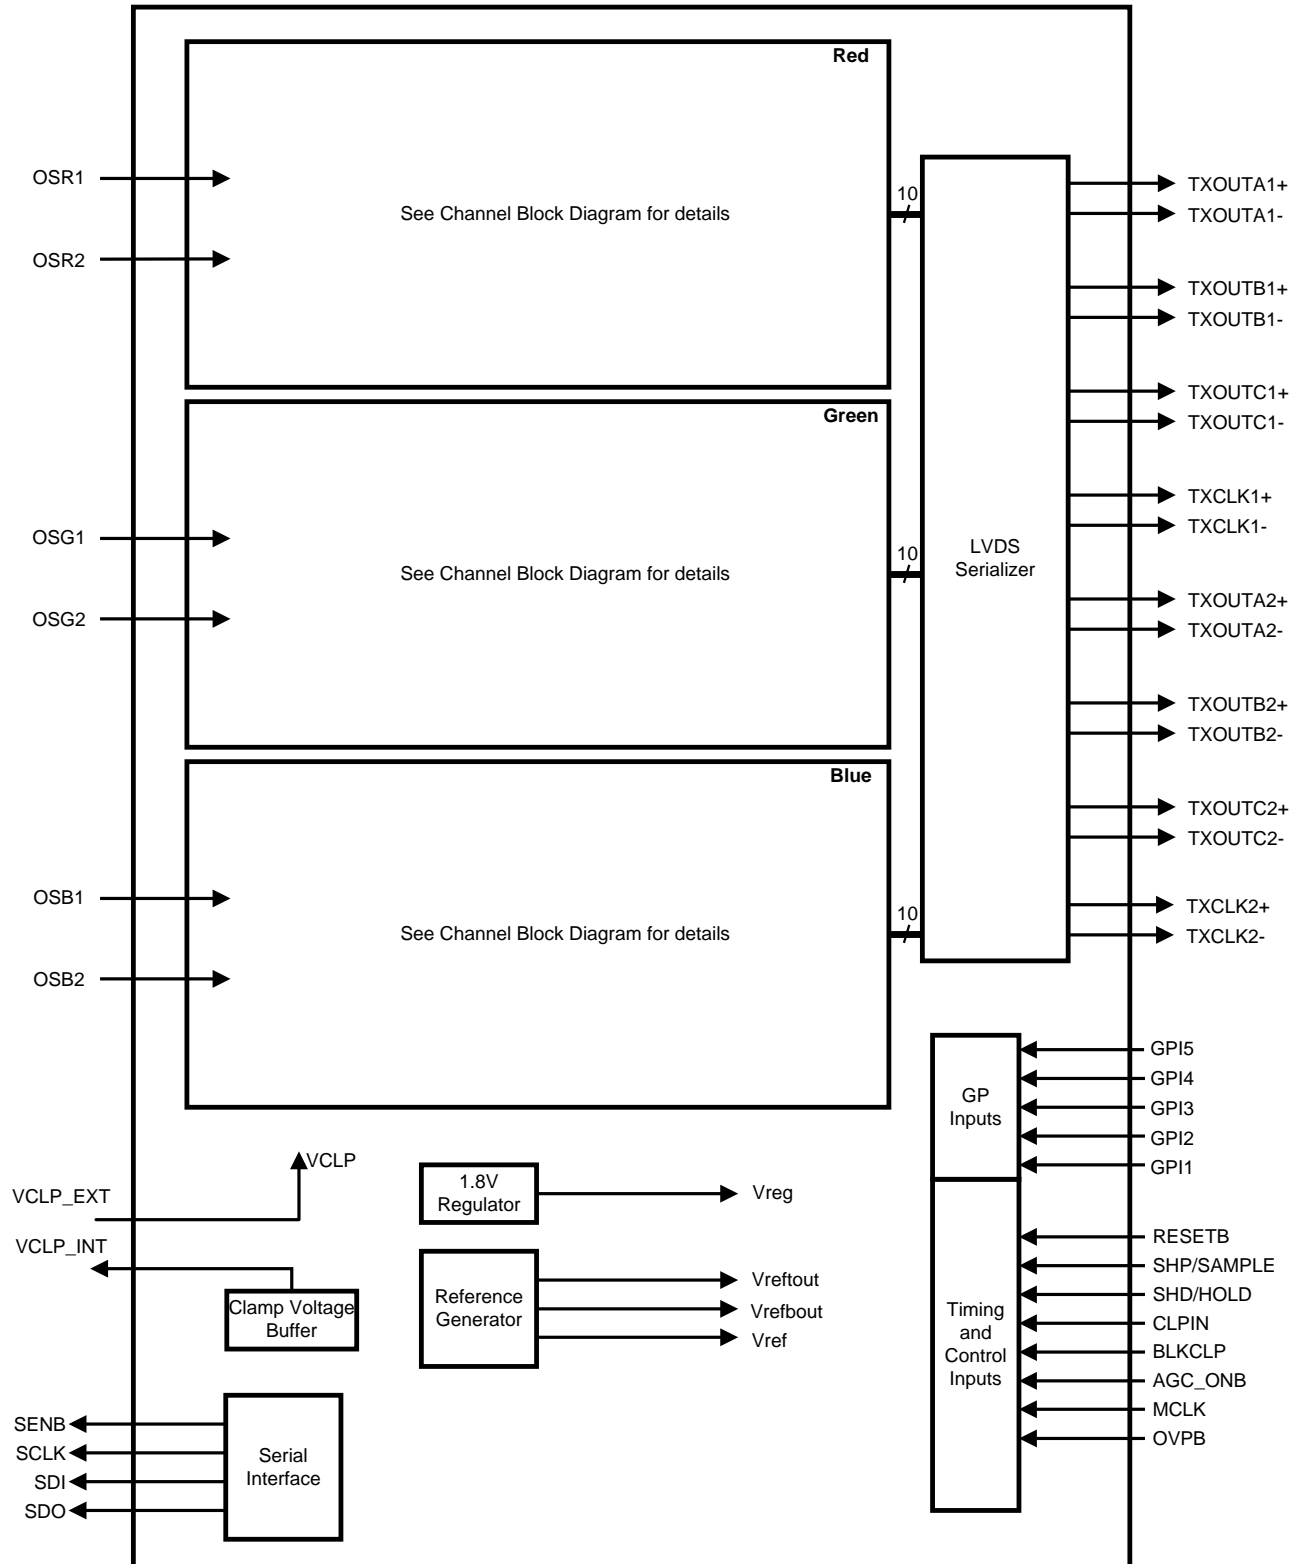 Red
OSR1
OSR2
See Channel Block Diagram for details
10
Green
OSG1
OSG2
See Channel Block Diagram for details
10
Blue
OSB1
OSB2
See Channel Block Diagram for details
10
LVDS
Serializer
TXOUTA1+
TXOUTA1-
TXOUTB1+
TXOUTB1-
TXOUTC1+
TXOUTC1-
TXCLK1+
TXCLK1-
TXOUTA2+
TXOUTA2-
TXOUTB2+
TXOUTB2-
TXOUTC2+
TXOUTC2-
TXCLK2+
TXCLK2-
GP
Inputs
GPI5
GPI4
GPI3
GPI2
GPI1
VCLP
VCLP_EXT
VCLP_INT
Clamp Voltage
Buffer
1.8V
Regulator
Vreg
Reference
Generator
Vreftout
Vrefbout
Vref
Timing
and
Control
Inputs
RESETB
SHP/SAMPLE
SHD/HOLD
CLPIN
BLKCLP
AGC_ONB
MCLK
OVPB
SENB
SCLK
SDI
SDO
Serial
Interface